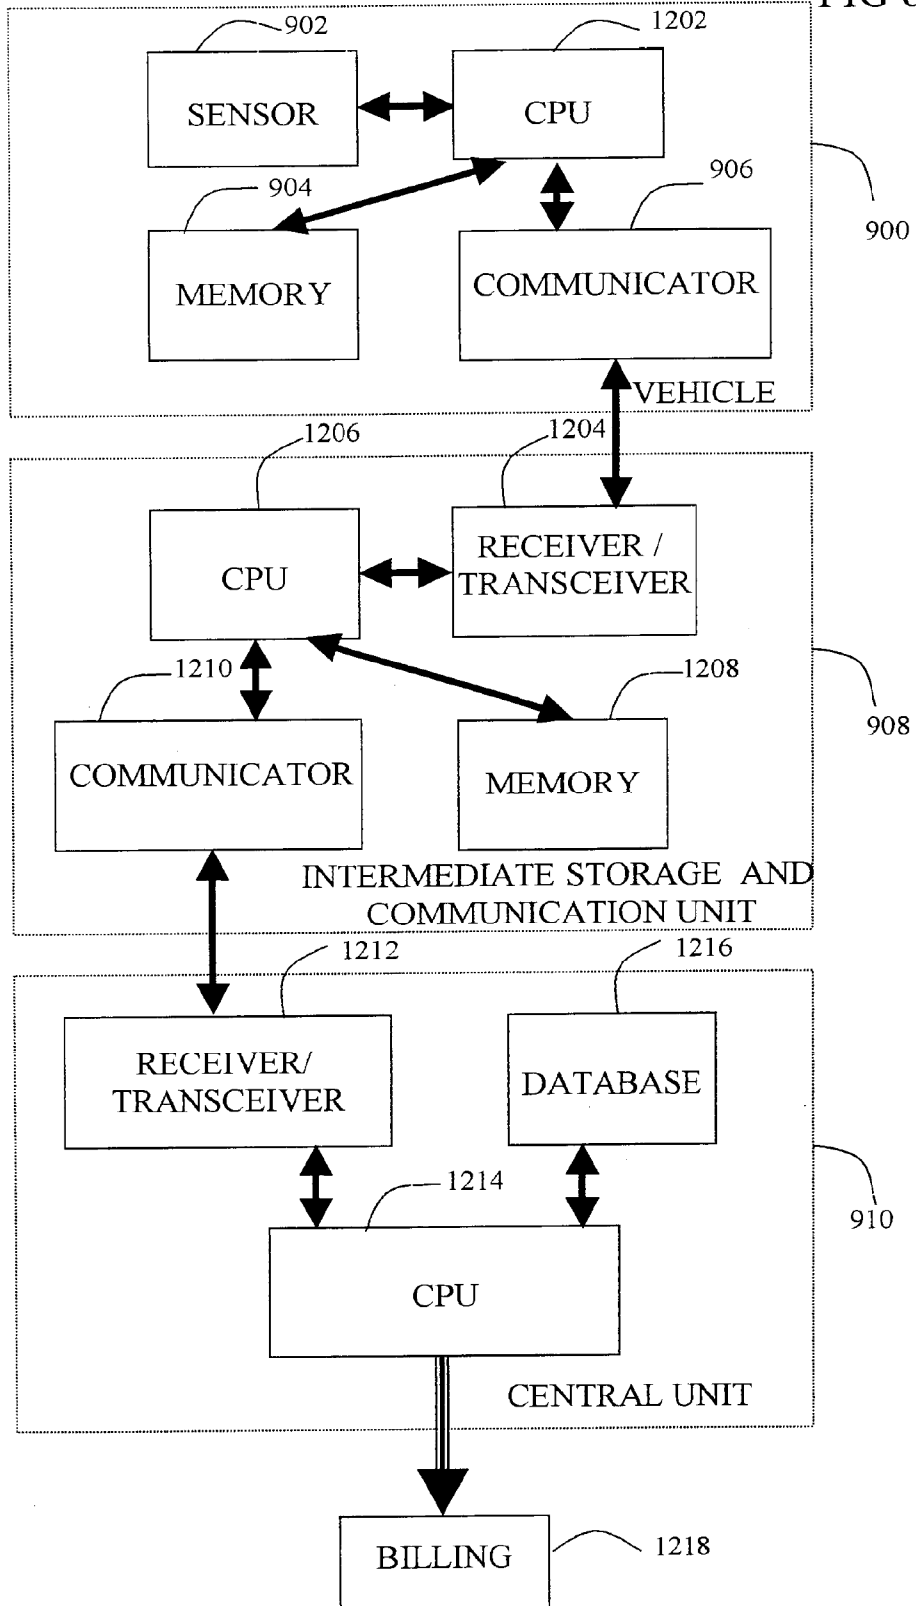 FIG
902
1202
SENSOR
CPU
904
906
900
MEMORY
COMMUNICATOR
VEHICLE
1206
1204
CPU
RECEIVER /
TRANSCEIVER
1210
1208
908
COMMUNICATOR
MEMORY
INTERMEDIATE STORAGE AND
COMMUNICATION UNIT
1212
1216
RECEIVER/
TRANSCEIVER
DATABASE
1214
910
CPU
CENTRAL UNIT
BILLING
1218